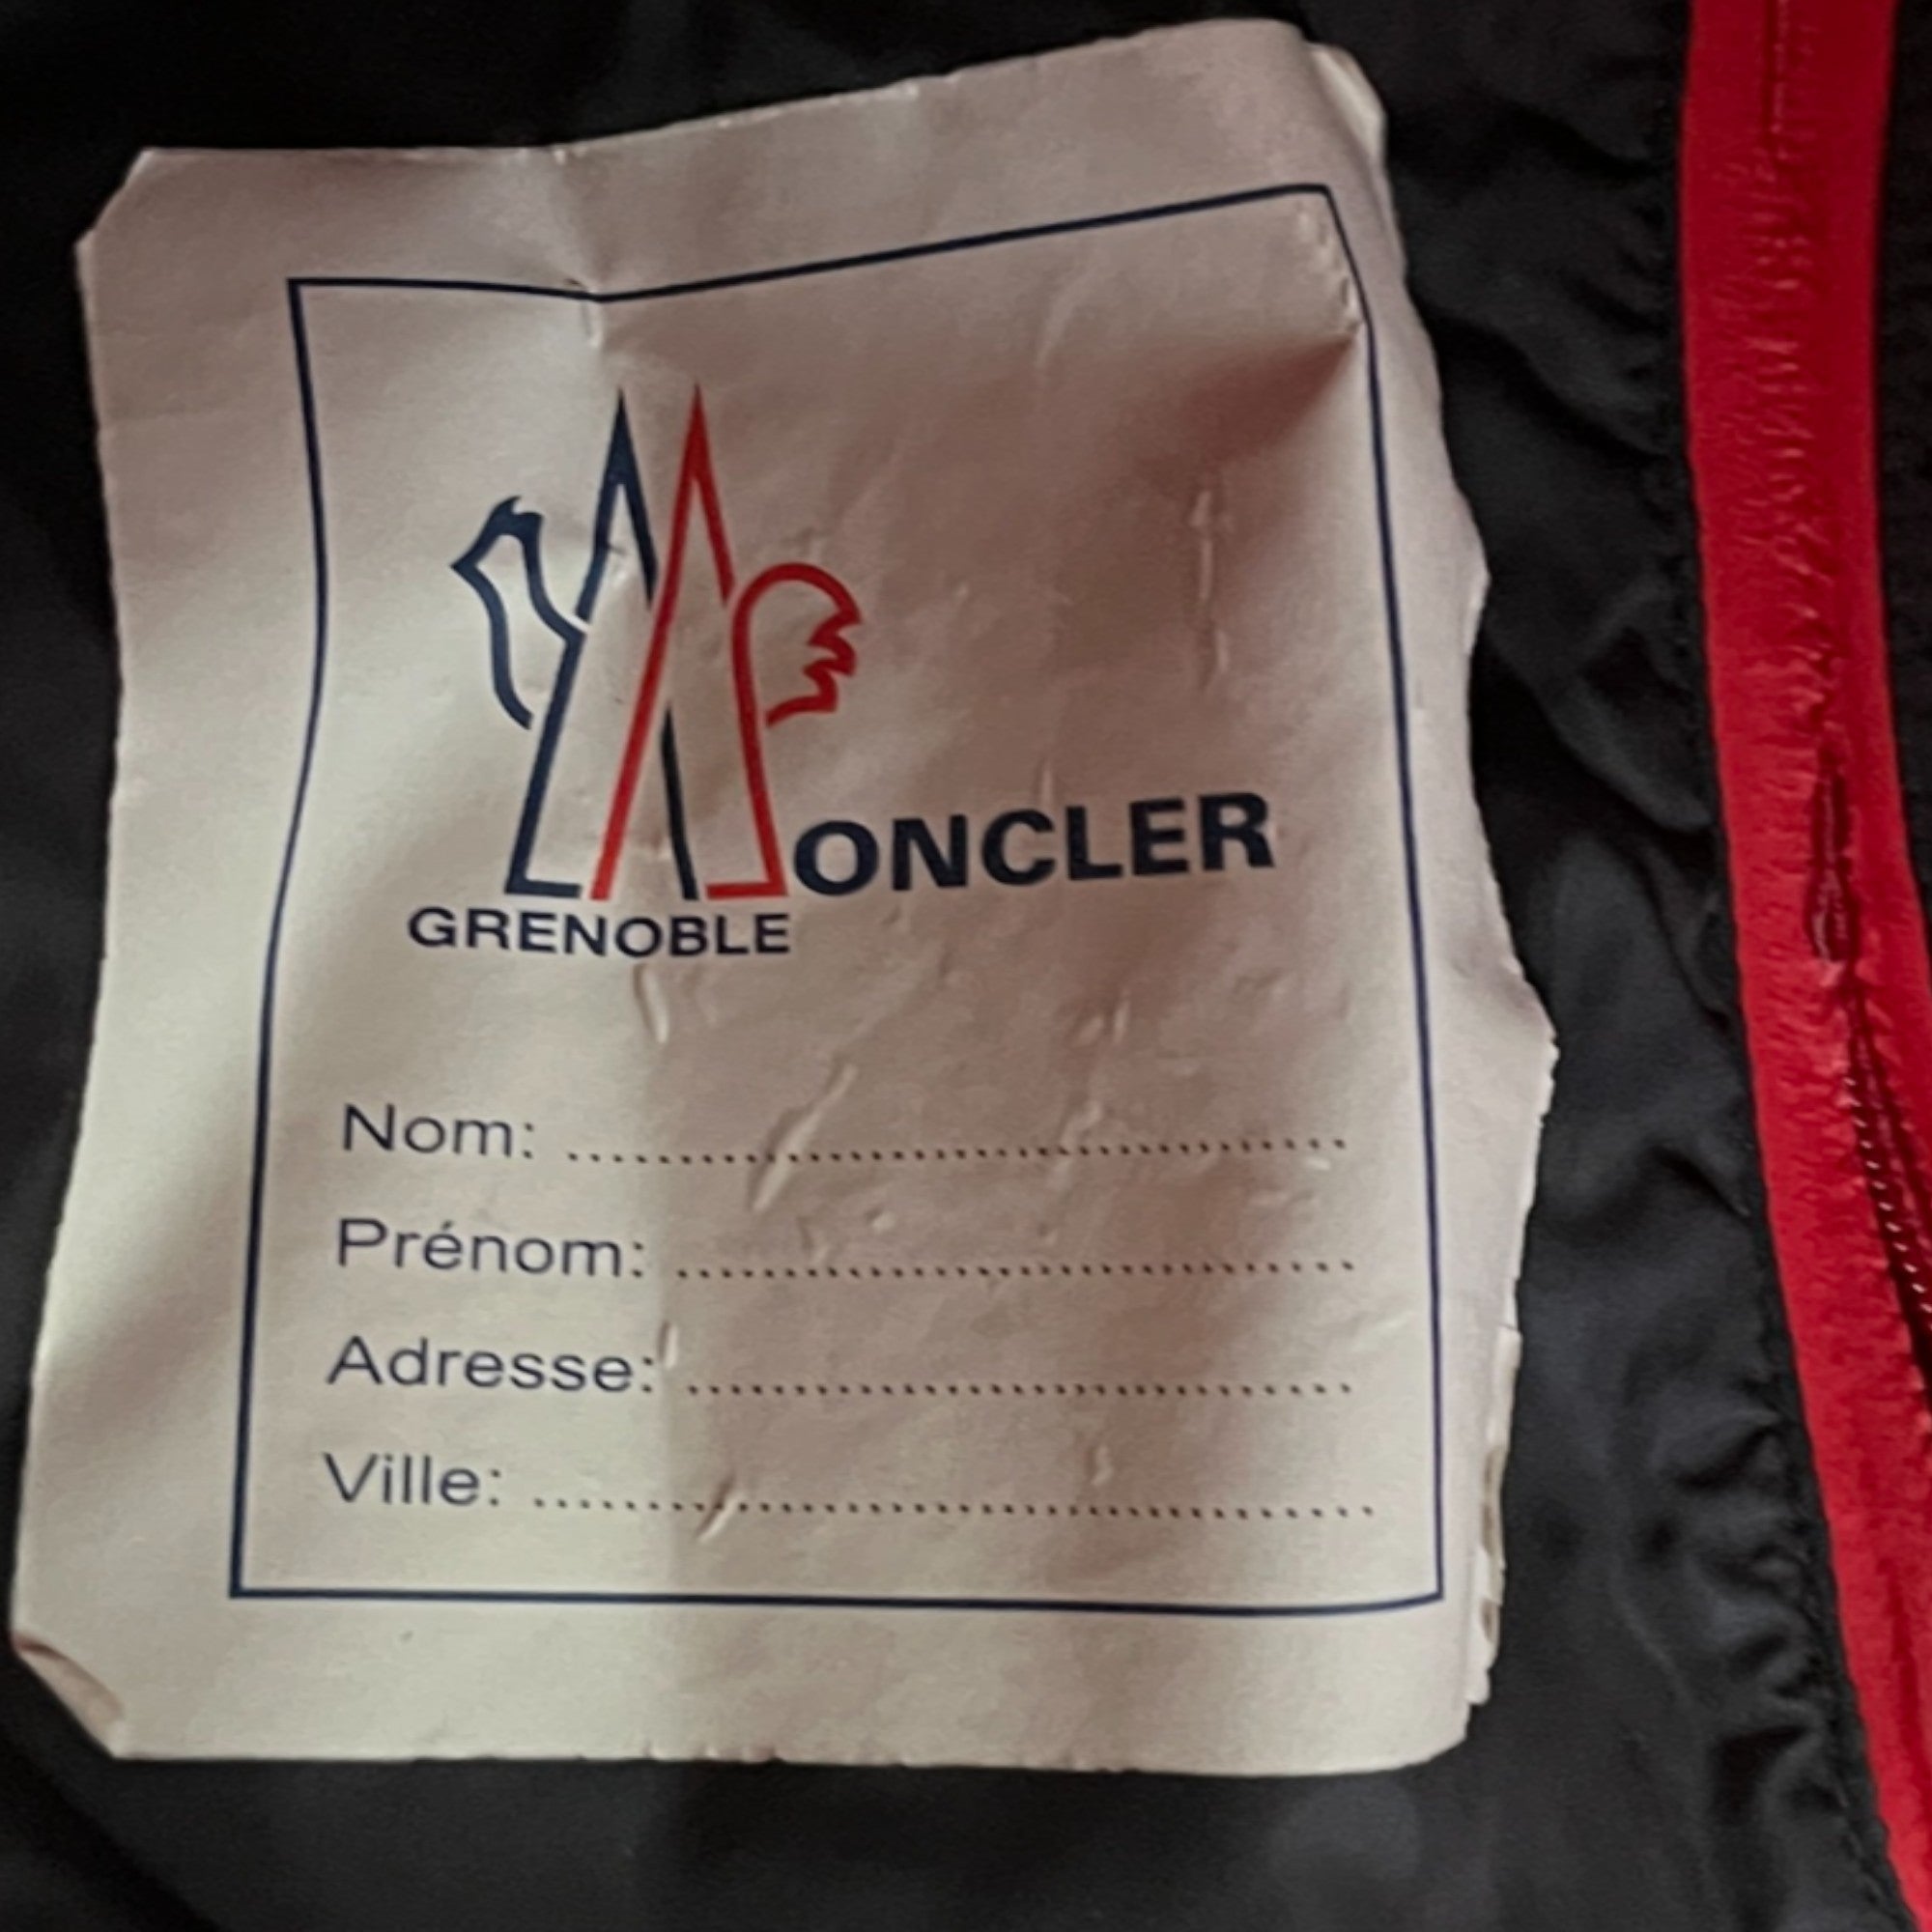 MONCLER
GRENOBLE
Nom: ........................................
Prénom: ...................................
Adresse: ..................................
Ville: ..........................................